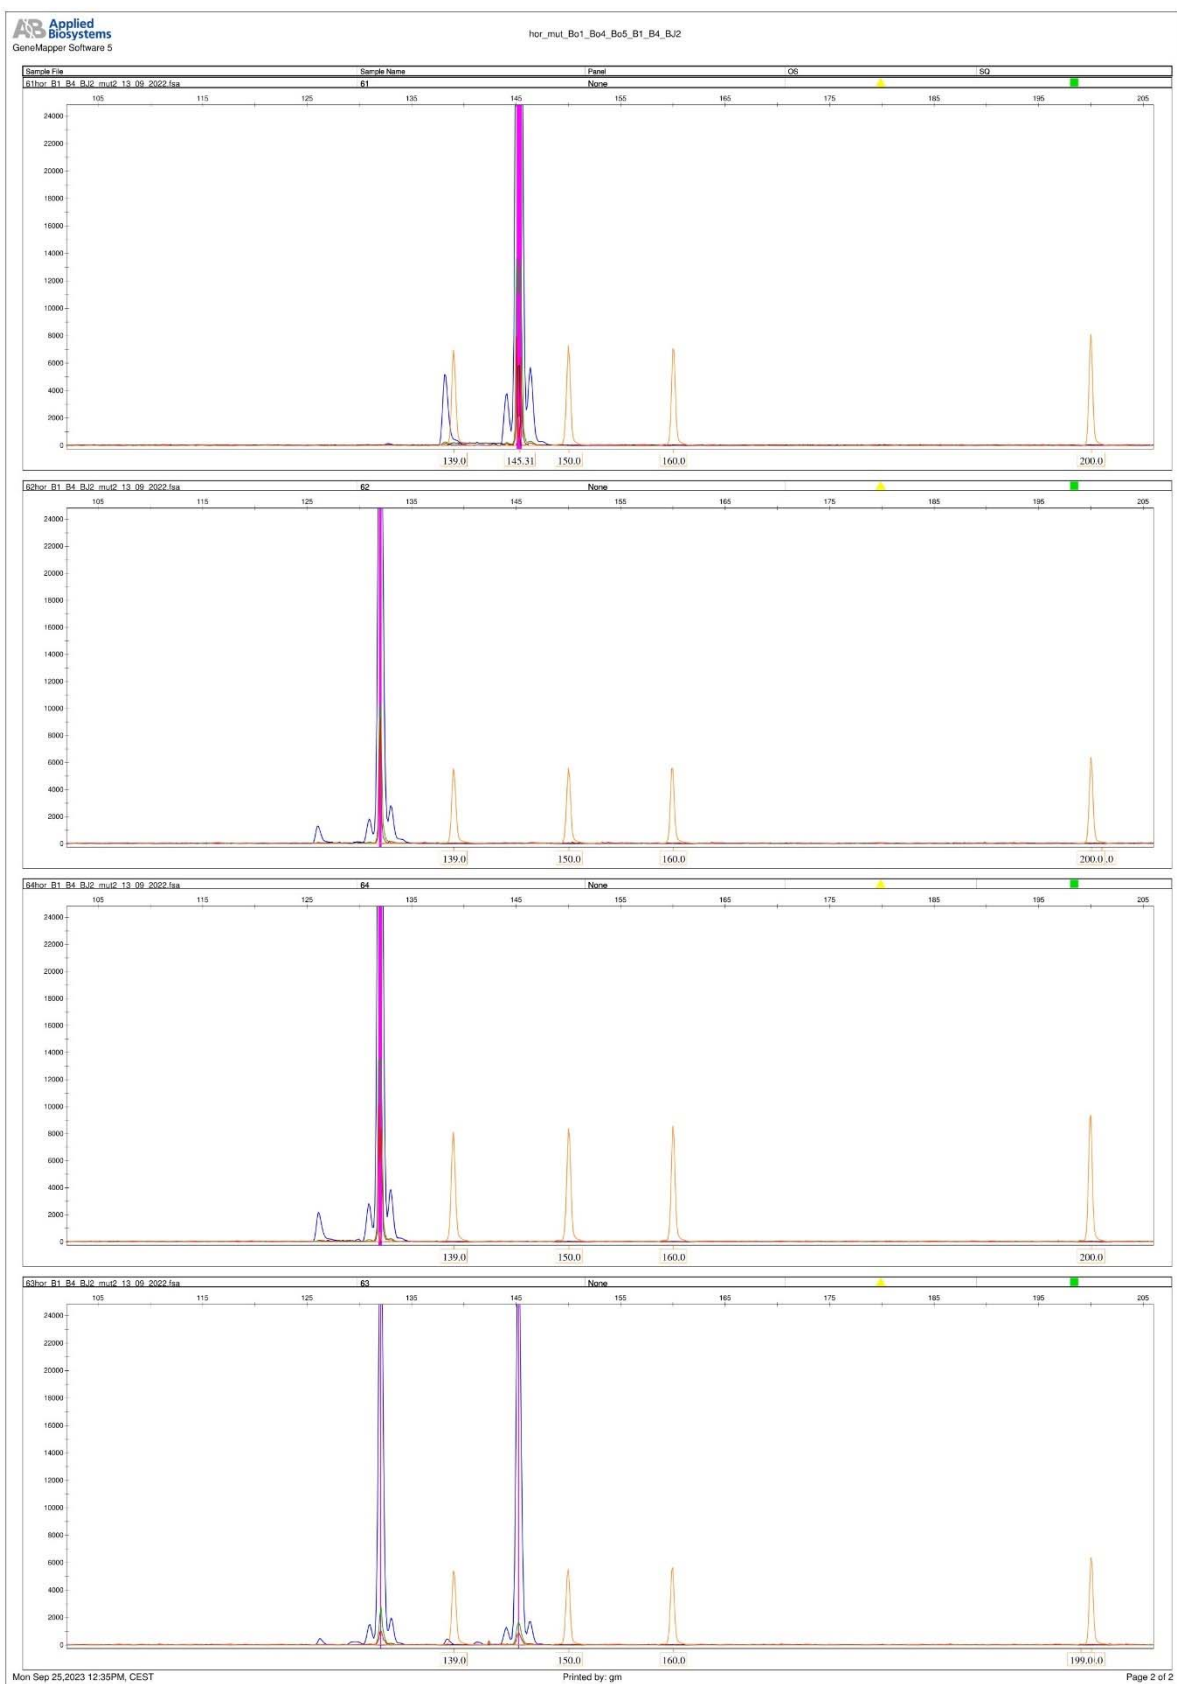 AB Applied
Biosystems
GeneMapper Software 5
hor_mut_Bo1_Bo4_Bo5_B1_B4_BJ2
Sample File Sample Name Panel OS SQ
61hor_B1_B4_BJ2_mut2_13_09_2022.fsa 61 None
105 115 125 135 145 155 165 175 185 195 205
24000
22000
20000
18000
16000
14000
12000
10000
8000
6000
4000
2000
0
139.0 145.31 150.0 160.0 200.0
62hor_B1_B4_BJ2_mut2_13_09_2022.fsa 62 None
105 115 125 135 145 155 165 175 185 195 205
24000
22000
20000
18000
16000
14000
12000
10000
8000
6000
4000
2000
0
139.0 150.0 160.0 200.0 .0
64hor_B1_B4_BJ2_mut2_13_09_2022.fsa 64 None
105 115 125 135 145 155 165 175 185 195 205
24000
22000
20000
18000
16000
14000
12000
10000
8000
6000
4000
2000
0
139.0 150.0 160.0 200.0
63hor_B1_B4_BJ2_mut2_13_09_2022.fsa 63 None
105 115 125 135 145 155 165 175 185 195 205
24000
22000
20000
18000
16000
14000
12000
10000
8000
6000
4000
2000
0
139.0 150.0 160.0 199.0
Mon Sep 25,2023 12:35PM, CEST Printed by: gm Page 2 of 2